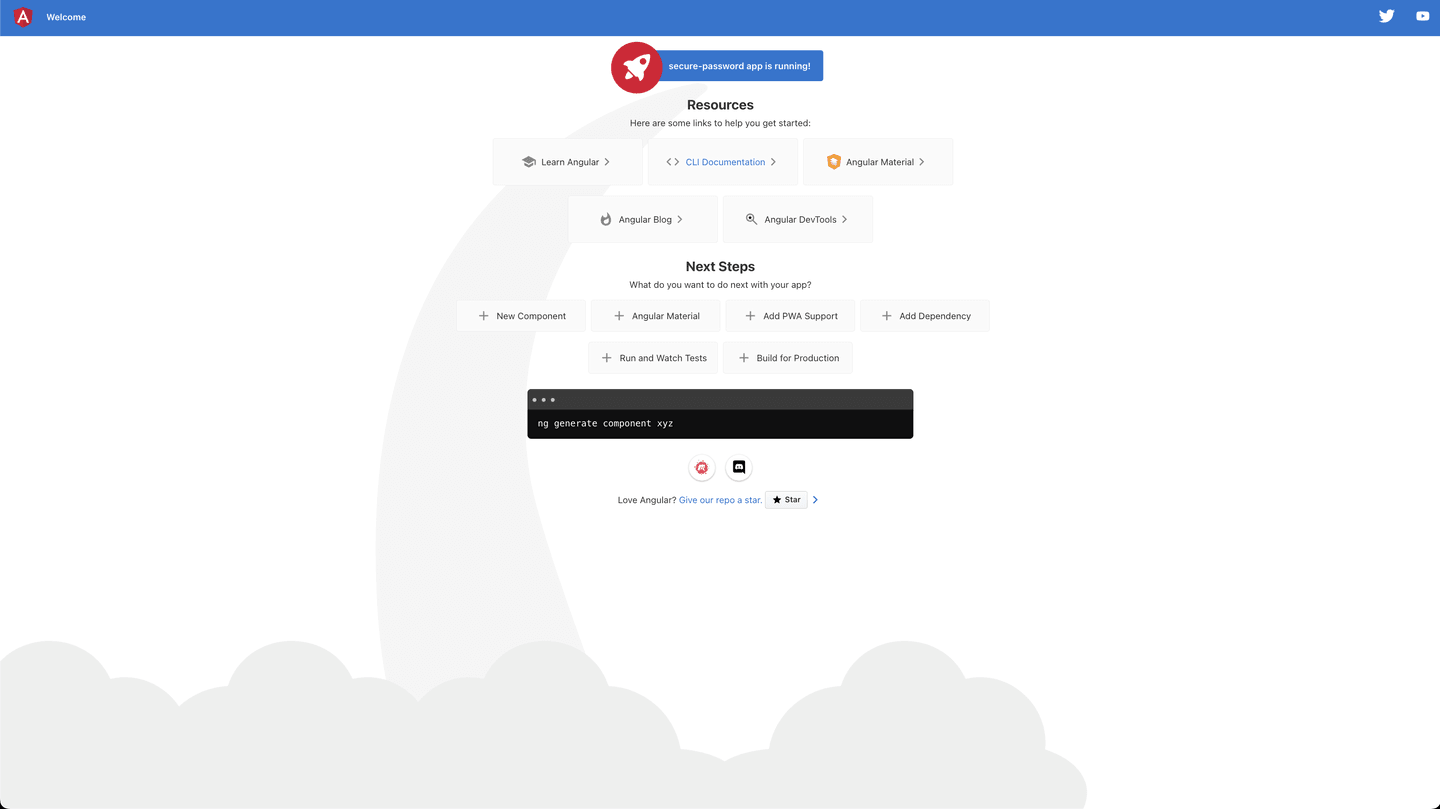 Welcome
secure-password app is running!
Resources
Here are some links to help you get started:
Learn Angular
CLI Documentation
Angular Material
Angular Blog
Angular DevTools
Next Steps
What do you want to do next with your app?
New Component
Angular Material
Add PWA Support
Add Dependency
Run and Watch Tests
Build for Production
ng generate component xyz
Love Angular? Give our repo a star. Star